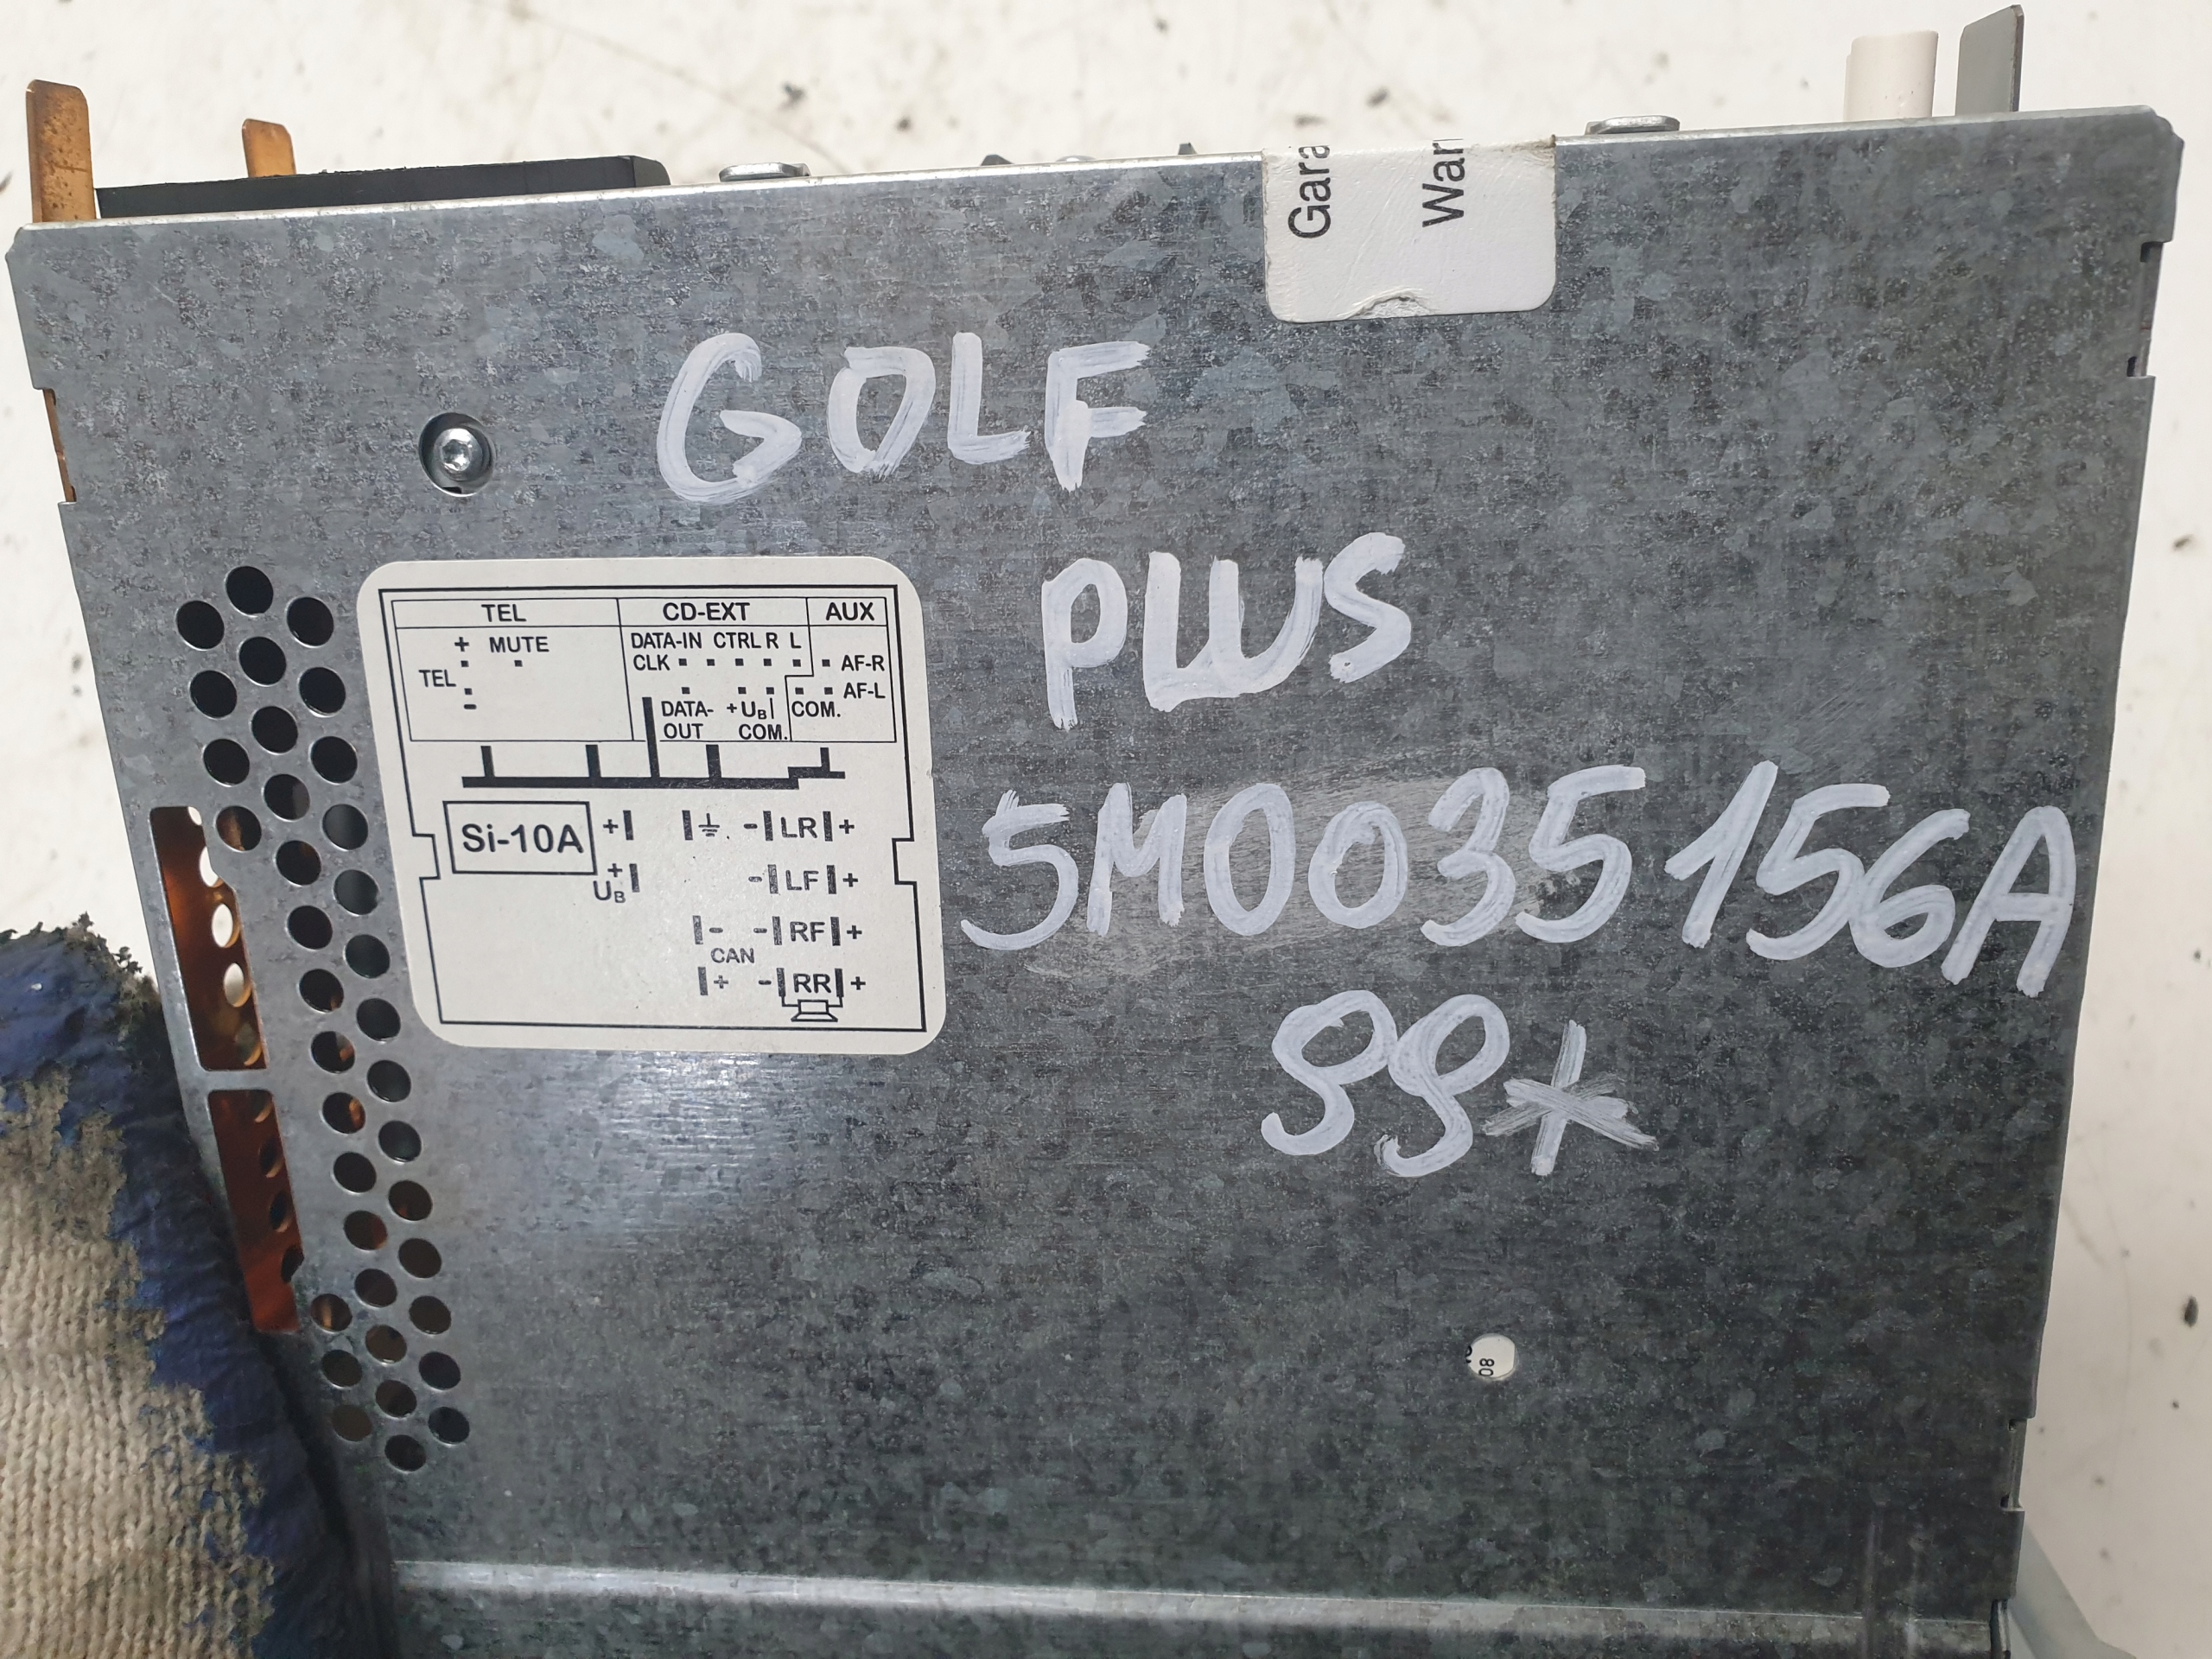 Gara
War
GOLF
PLUS
5M0035156A
99*
TEL CD-EXT AUX
+ MUTE DATA-IN CTRL R L
TEL CLK AF-R
- AF-L
DATA- +UB COM.
OUT COM.
Si-10A + - LR +
+ - LF +
UB
- - RF +
CAN
+ - RR +
08